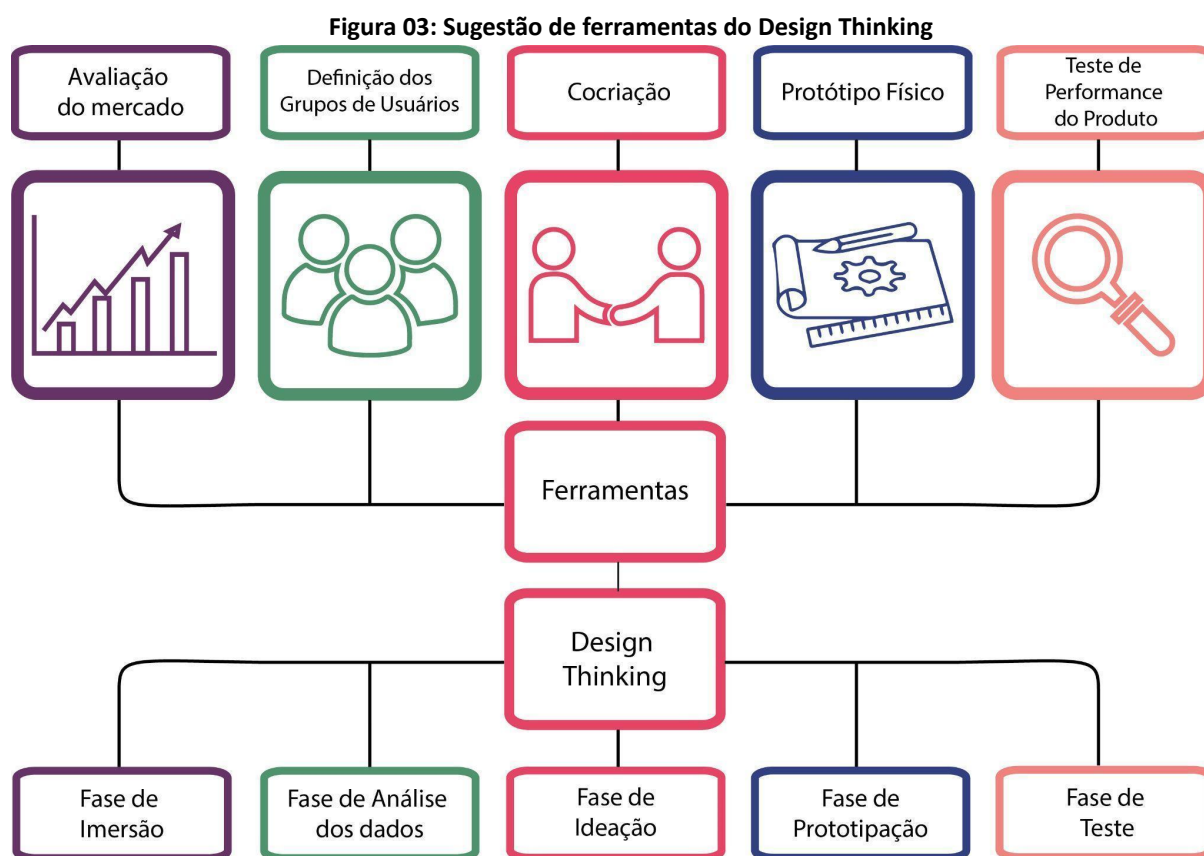 Figura 03: Sugestão de ferramentas do Design Thinking
Avaliação
do mercado
Definição dos
Grupos de Usuários
Cocriação
Protótipo Físico
Teste de
Performance
do Produto
Ferramentas
Design
Thinking
Fase de
Imersão
Fase de Análise
dos dados
Fase de
Ideação
Fase de
Prototipação
Fase de
Teste